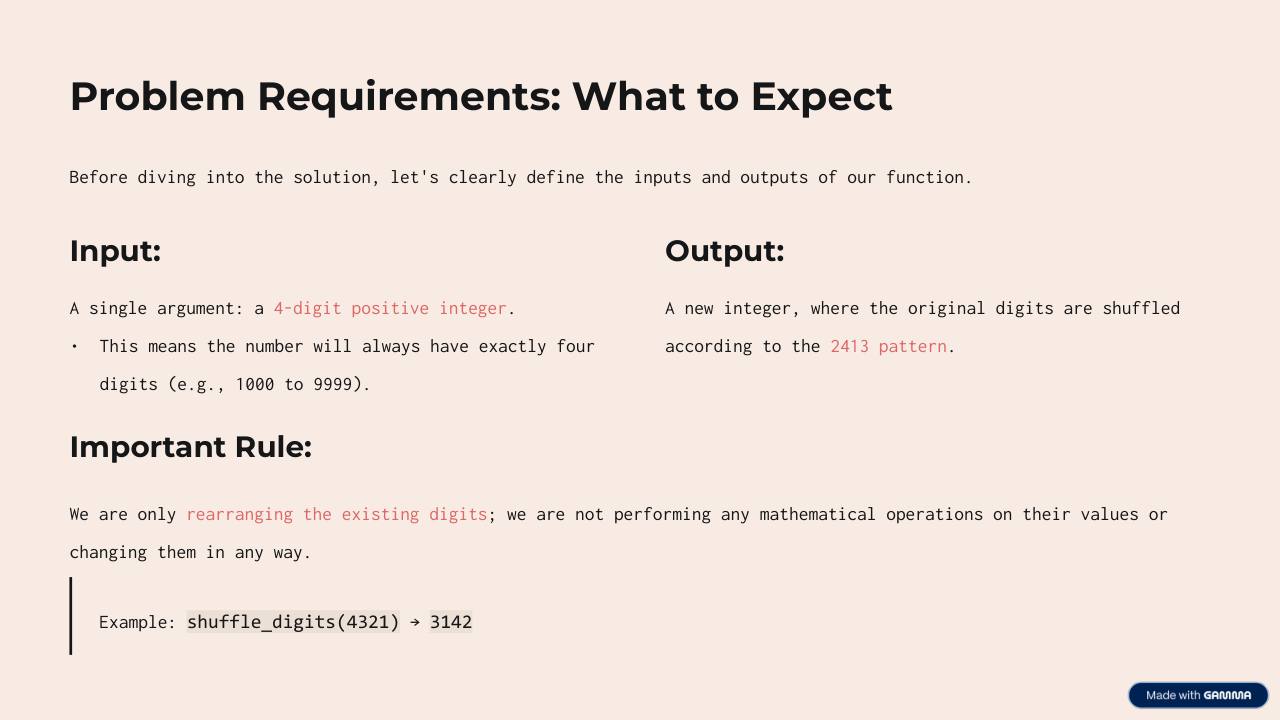 Problem Requirements: What to Expect
Before diving into the solution, let's clearly define the inputs and outputs of our function.
Input:
A single argument: a 4-digit positive integer.
• This means the number will always have exactly four
digits (e.g., 1000 to 9999).
Output:
A new integer, where the original digits are shuffled
according to the 2413 pattern.
Important Rule:
We are only rearranging the existing digits; we are not performing any mathematical operations on their values or
changing them in any way.
Example: shuffle_digits(4321) → 3142
Made with GAMMA